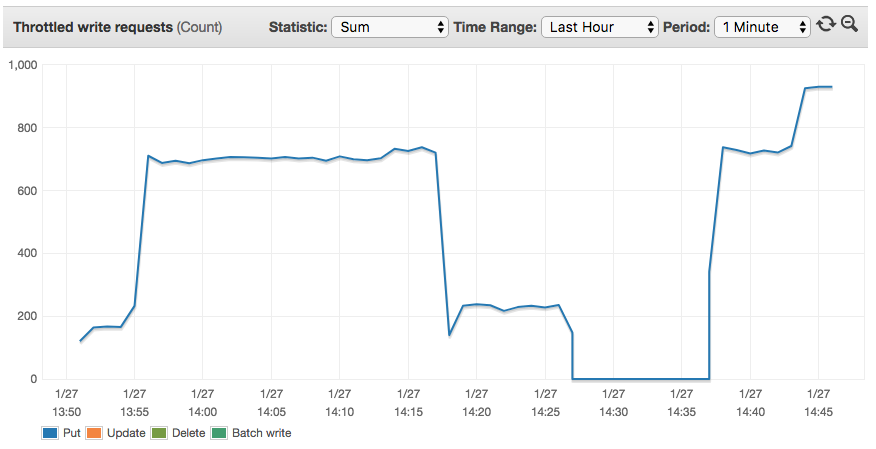 Throttled write requests (Count) Statistic: Sum Time Range: Last Hour Period: 1 Minute
1,000
800
600
400
200
0
1/27 1/27 1/27 1/27 1/27 1/27 1/27 1/27 1/27 1/27 1/27 1/27
13:50 13:55 14:00 14:05 14:10 14:15 14:20 14:25 14:30 14:35 14:40 14:45
Put Update Delete Batch write